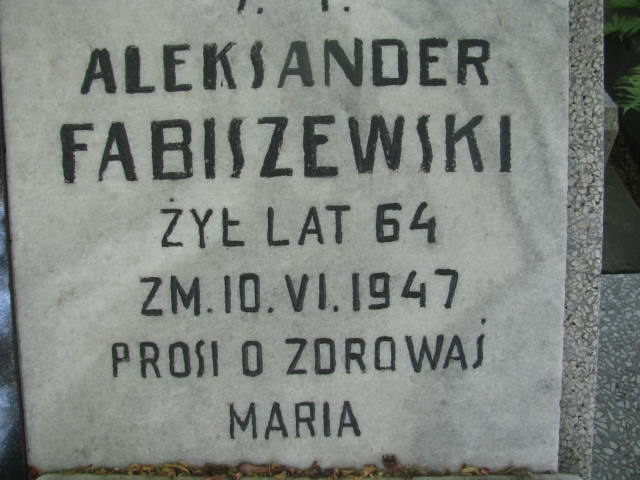 ALEKSANDER
FABISZEWSKI
ŻYŁ LAT 64
ZM. 10. VI. 1947
PROSI O ZDROWAŚ
MARIA